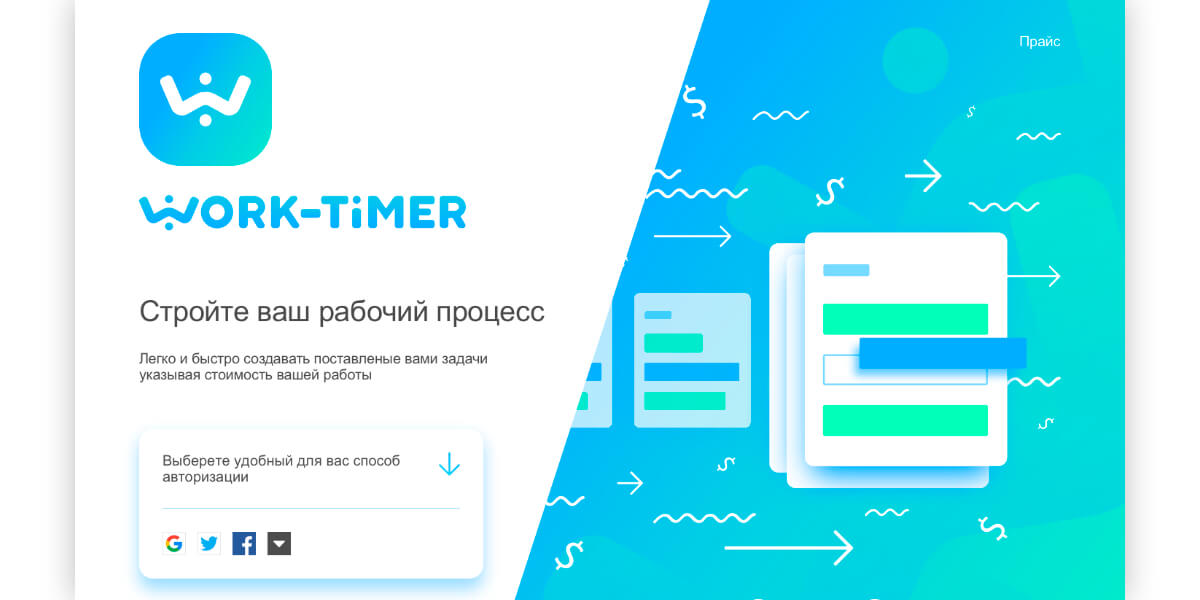 Прайс
WORK-TiMER
Стройте ваш рабочий процесс
Легко и быстро создавать поставленые вами задачи
указывая стоимость вашей работы
Выберете удобный для вас способ
авторизации